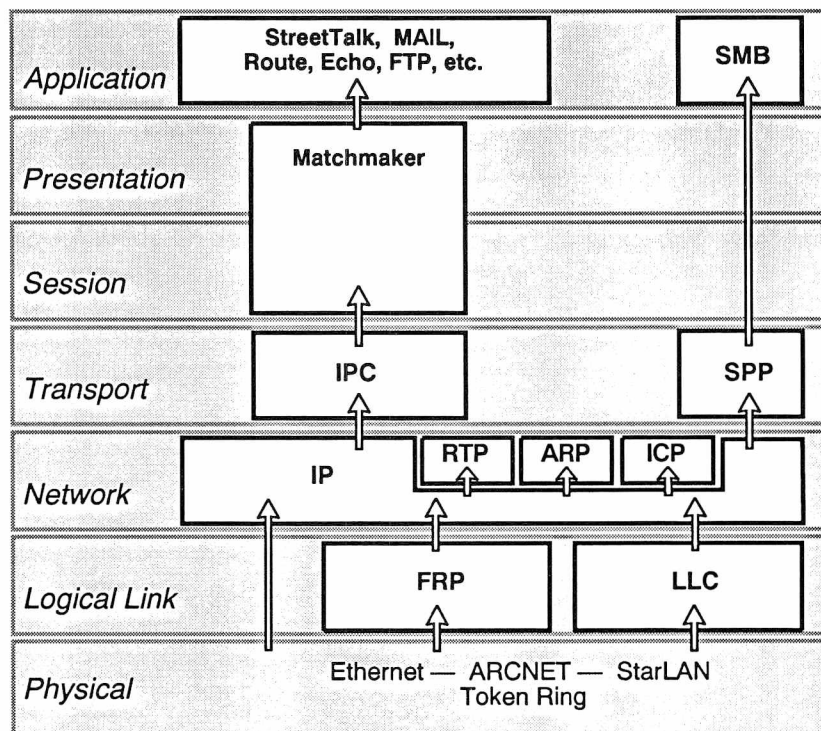 StreetTalk, MAIL,
Route, Echo, FTP, etc.
SMB
Application
Matchmaker
Presentation
Session
IPC
SPP
Transport
RTP
ARP
ICP
IP
Network
FRP
LLC
Logical Link
Ethernet — ARCNET — StarLAN
Token Ring
Physical